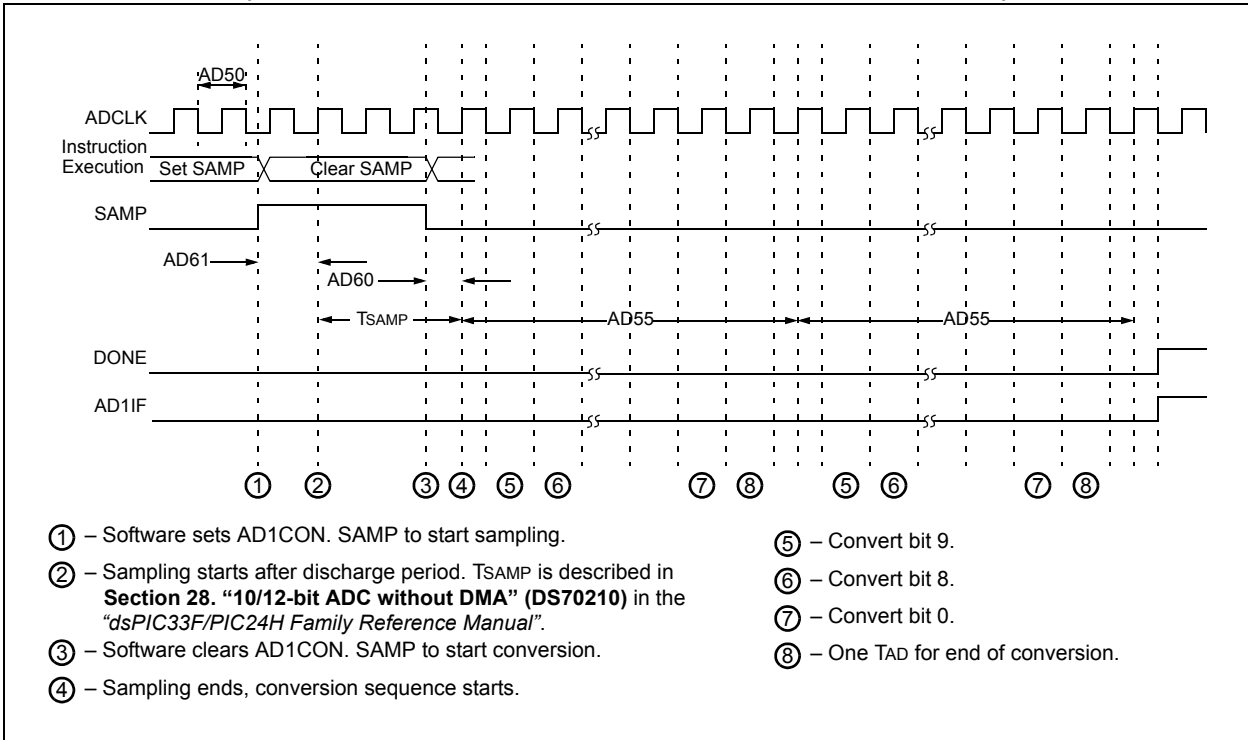 AD50
ADCLK
Instruction
Execution
Set SAMP
Clear SAMP
SAMP
AD61
AD60
TSAMP
AD55
AD55
DONE
AD1IF
1 2 3 4 5 6 7 8 5 6 7 8
1 – Software sets AD1CON. SAMP to start sampling.
2 – Sampling starts after discharge period. TSAMP is described in
Section 28. “10/12-bit ADC without DMA” (DS70210) in the
“dsPIC33F/PIC24H Family Reference Manual”.
3 – Software clears AD1CON. SAMP to start conversion.
4 – Sampling ends, conversion sequence starts.
5 – Convert bit 9.
6 – Convert bit 8.
7 – Convert bit 0.
8 – One TAD for end of conversion.